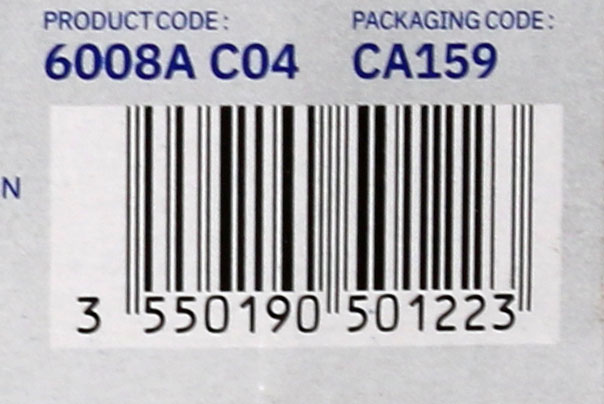 PRODUCT CODE: PACKAGING CODE:
6008A C04 CA159
N
3 550190 501223